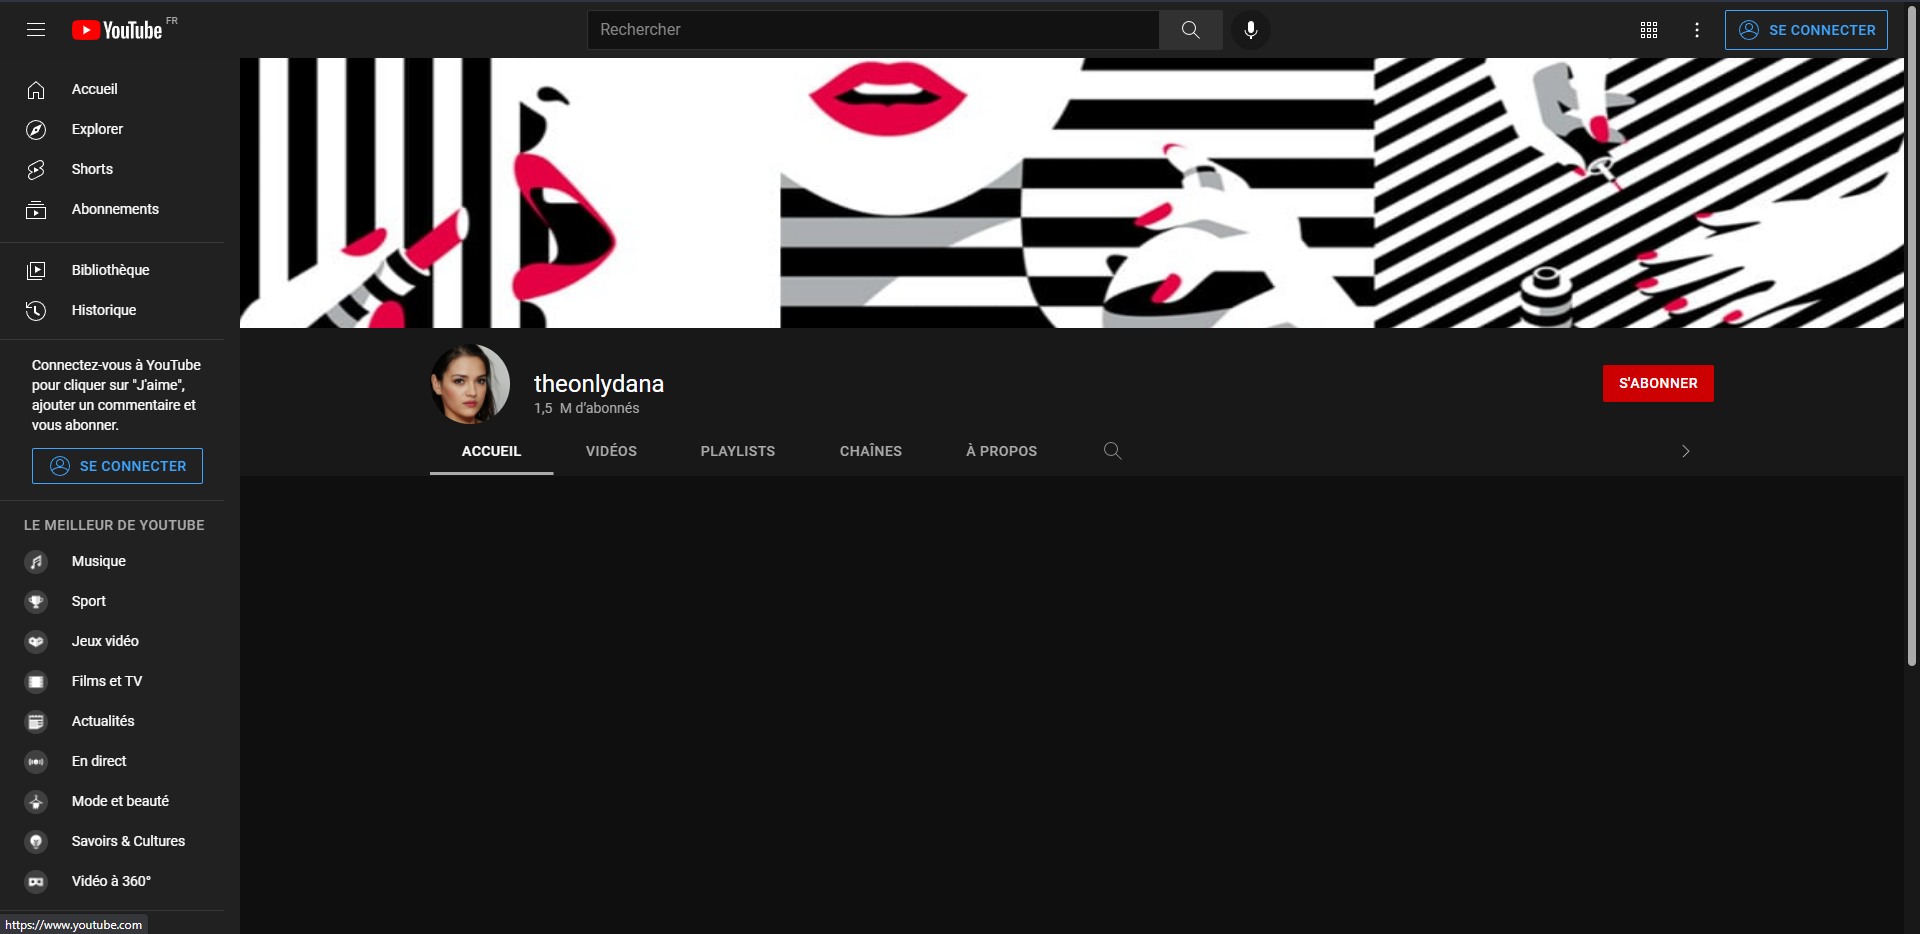 YouTube FR
Rechercher
SE CONNECTER
Accueil
Explorer
Shorts
Abonnements
Bibliothèque
Historique
Connectez-vous à YouTube
pour cliquer sur "J'aime",
ajouter un commentaire et
vous abonner.
SE CONNECTER
LE MEILLEUR DE YOUTUBE
Musique
Sport
Jeux vidéo
Films et TV
Actualités
En direct
Mode et beauté
Savoirs & Cultures
Vidéo à 360°
https://www.youtube.com
theonlydana
1,5 M d’abonnés
S'ABONNER
ACCUEIL VIDÉOS PLAYLISTS CHAÎNES À PROPOS